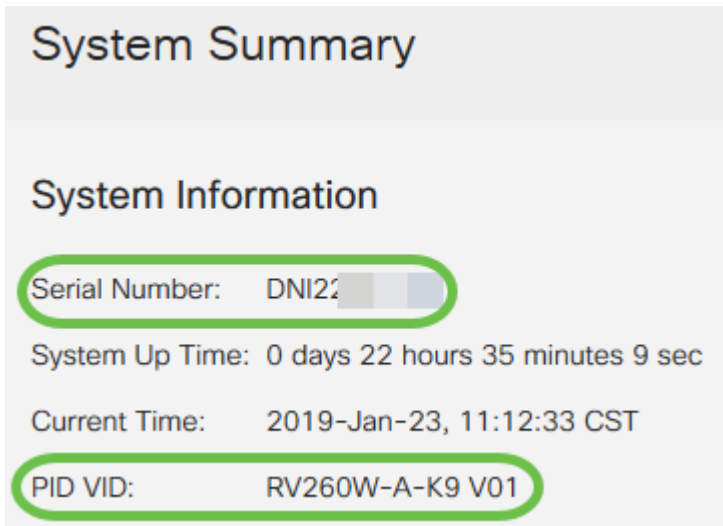 System Summary
System Information
Serial Number: DNI22
System Up Time: 0 days 22 hours 35 minutes 9 sec
Current Time: 2019-Jan-23, 11:12:33 CST
PID VID: RV260W-A-K9 V01